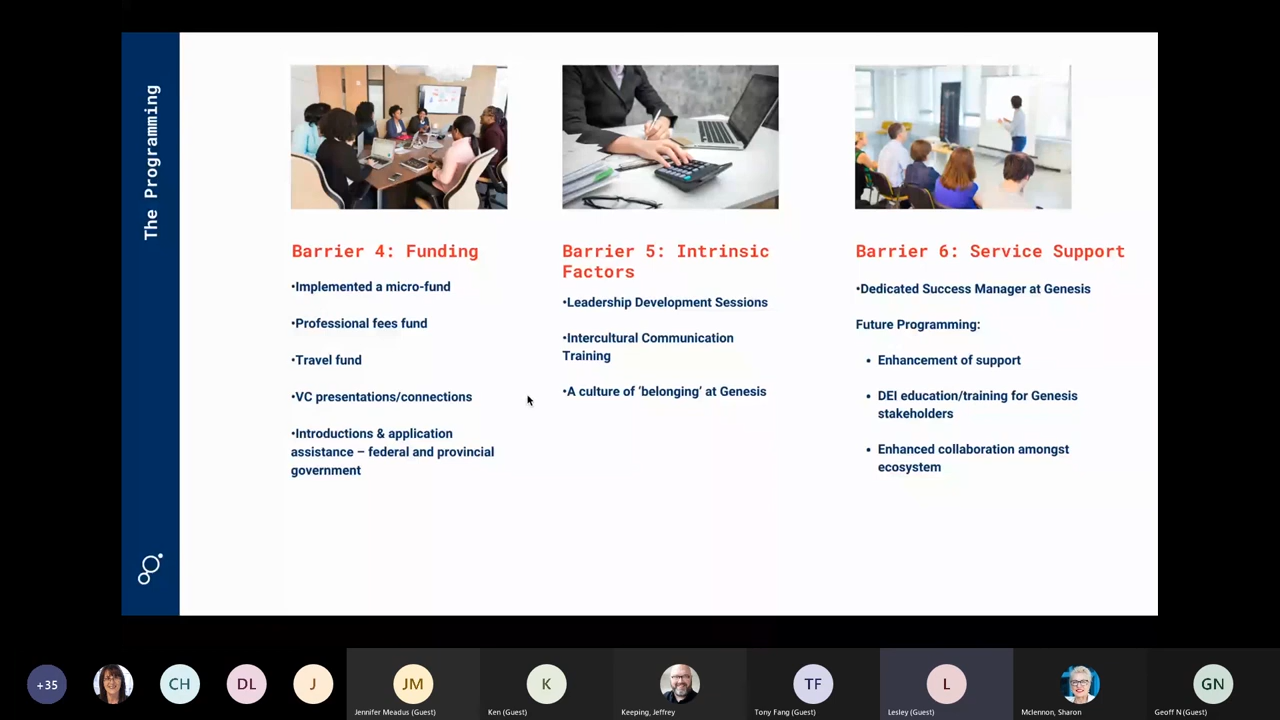 The Programming
Barrier 4: Funding
•Implemented a micro-fund
•Professional fees fund
•Travel fund
•VC presentations/connections
•Introductions & application
assistance – federal and provincial
government
Barrier 5: Intrinsic
Factors
•Leadership Development Sessions
•Intercultural Communication
Training
•A culture of ‘belonging’ at Genesis
Barrier 6: Service Support
•Dedicated Success Manager at Genesis
Future Programming:
• Enhancement of support
• DEI education/training for Genesis
stakeholders
• Enhanced collaboration amongst
ecosystem
+35
CH
DL
J
JM
Jennifer Meadus (Guest)
K
Ken (Guest)
Keeping, Jeffrey
TF
Tony Fang (Guest)
L
Lesley (Guest)
Mclennon, Sharon
GN
Geoff N (Guest)